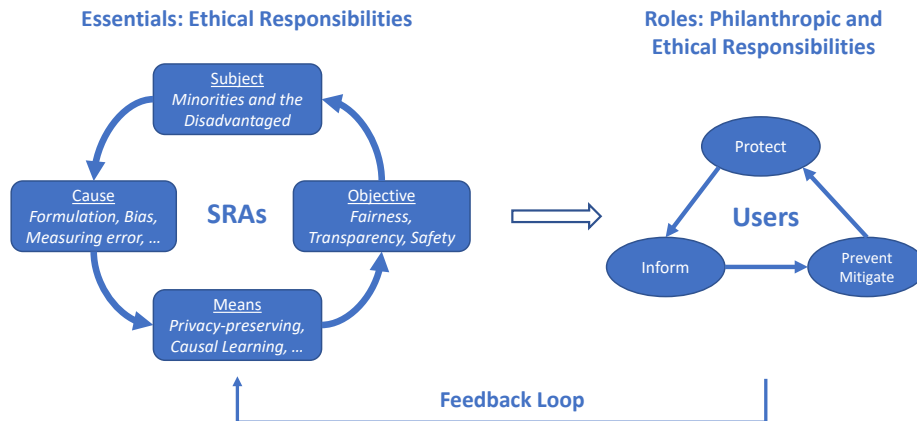 Essentials: Ethical Responsibilities
Roles: Philanthropic and
Ethical Responsibilities
Subject
Minorities and the
Disadvantaged
Cause
Formulation, Bias,
Measuring error, ...
SRAs
Objective
Fairness,
Transparency, Safety
Means
Privacy-preserving,
Causal Learning, ...
Protect
Users
Inform
Prevent
Mitigate
Feedback Loop